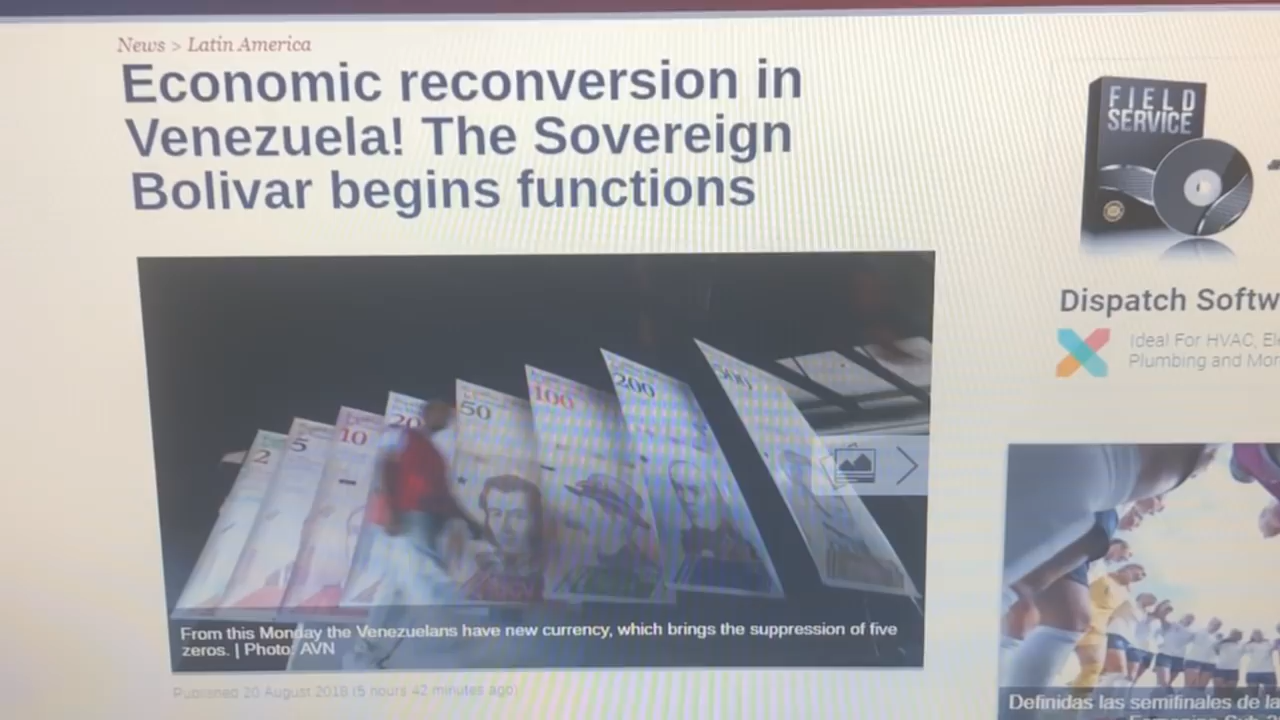 News > Latin America
Economic reconversion in
Venezuela! The Sovereign
Bolivar begins functions
2
5
10
20
50
100
200
500
From this Monday the Venezuelans have new currency, which brings the suppression of five
zeros. | Photo: AVN
Published 20 August 2018 (5 hours 42 minutes ago)
FIELD
SERVICE
Dispatch Softw
Ideal For HVAC, Ele
Plumbing and Mor
Definidas las semifinales de la